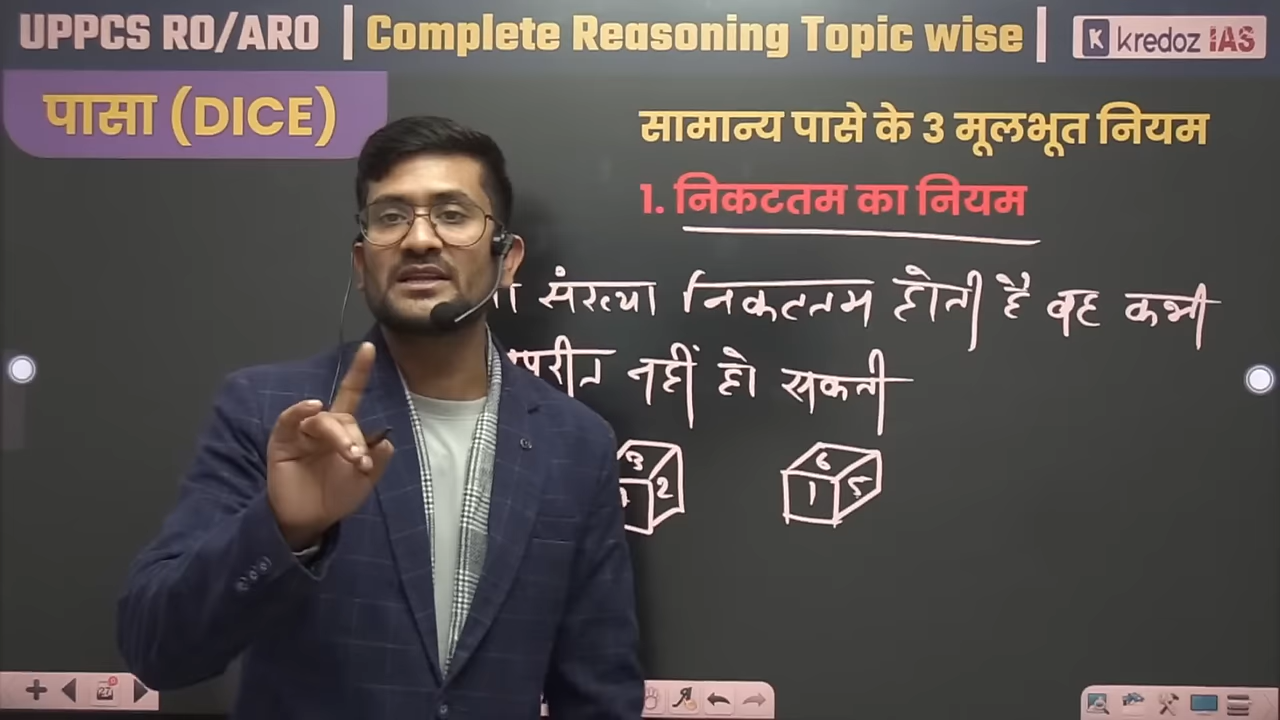 UPPCS RO/ARO | Complete Reasoning Topic wise | K kredoz IAS
पासा (DICE)
सामान्य पासे के 3 मूलभूत नियम
1. निकटतम का नियम
संख्या निकटतम होती है वह कभी
नहीं हो सकती
3
2
6
1
5